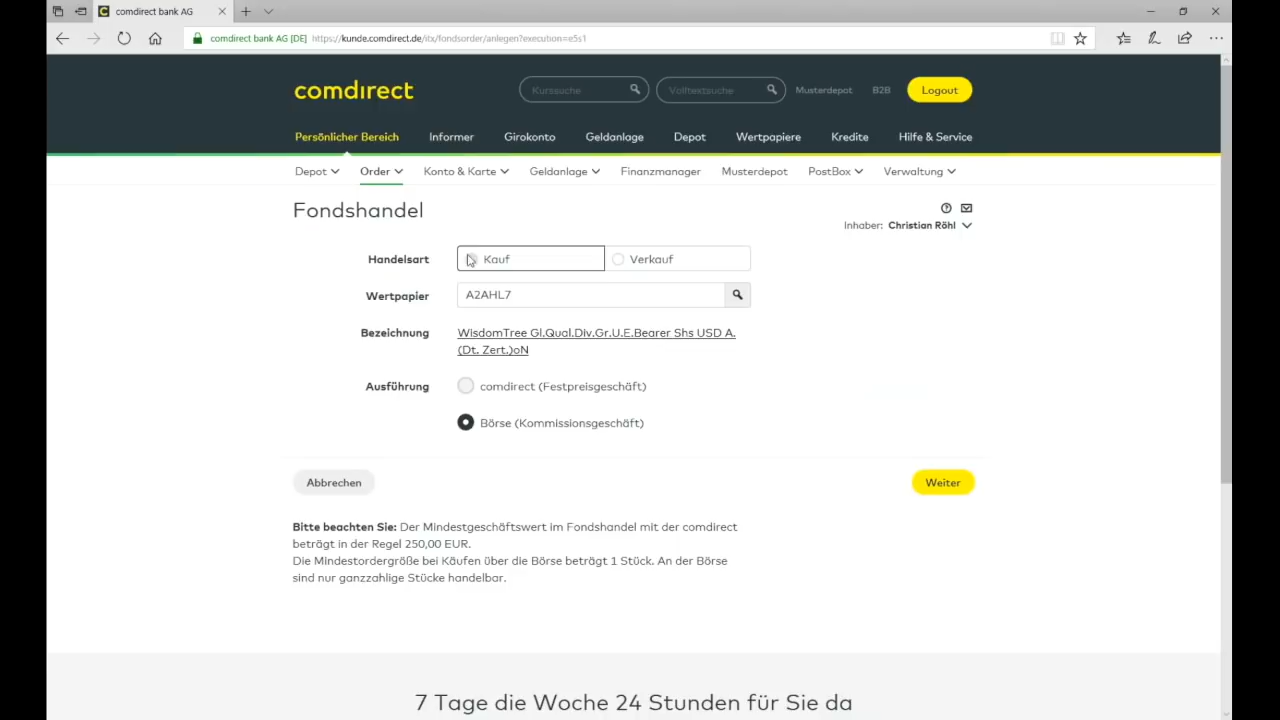 comdirect bank AG
comdirect bank AG [DE] https://kunde.comdirect.de/itx/fondsorder/anlegen?execution=e5s1
comdirect Kurssuche Volltextsuche Musterdepot B2B Logout
Persönlicher Bereich Informer Girokonto Geldanlage Depot Wertpapiere Kredite Hilfe & Service
Depot Order Konto & Karte Geldanlage Finanzmanager Musterdepot PostBox Verwaltung
Fondshandel
Inhaber: Christian Röhl
Handelsart Kauf Verkauf
Wertpapier A2AHL7
Bezeichnung WisdomTree Gl.Qual.Div.Gr.U.E.Bearer Shs USD A.
(Dt. Zert.)oN
Ausführung comdirect (Festpreisgeschäft)
Börse (Kommissionsgeschäft)
Abbrechen Weiter
Bitte beachten Sie: Der Mindestgeschäftswert im Fondshandel mit der comdirect
beträgt in der Regel 250,00 EUR.
Die Mindestordergröße bei Käufen über die Börse beträgt 1 Stück. An der Börse
sind nur ganzzahlige Stücke handelbar.
7 Tage die Woche 24 Stunden für Sie da